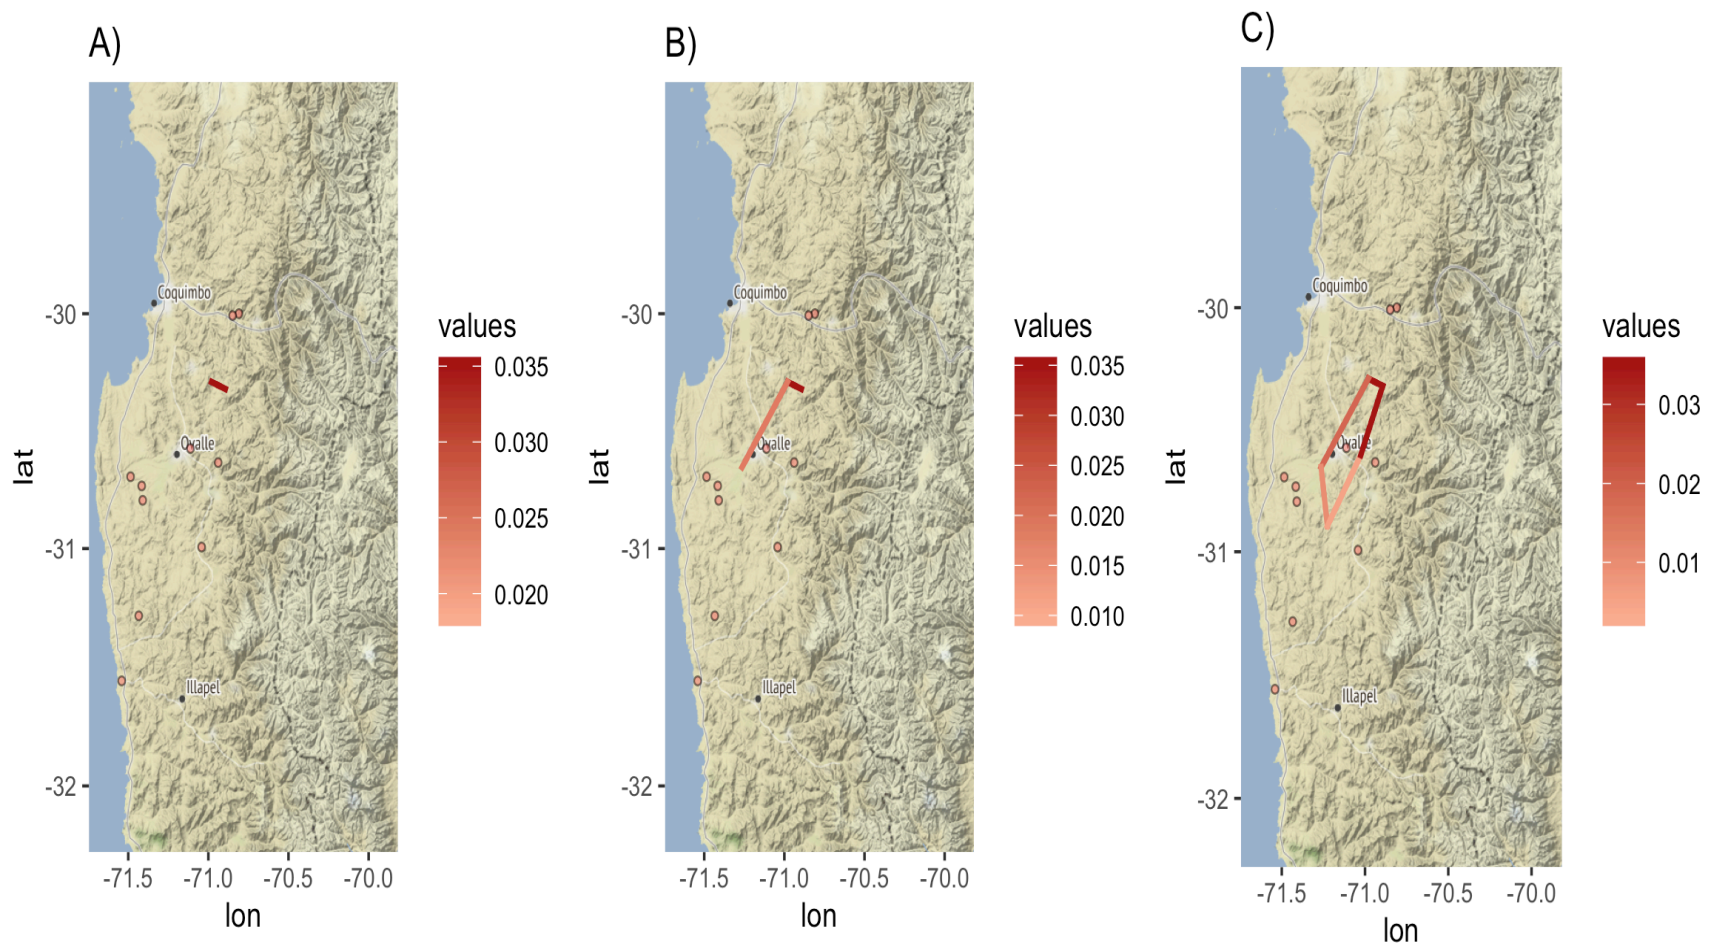 A)
B)
C)
values
0.035
0.030
0.025
0.020
Coquimbo
Ovalle
Illapel
-30
-31
-32
lat
-71.5
-71.0
-70.5
-70.0
lon
values
0.035
0.030
0.025
0.020
0.015
0.010
Coquimbo
Ovalle
Illapel
-30
-31
-32
lat
-71.5
-71.0
-70.5
-70.0
lon
values
0.03
0.02
0.01
Coquimbo
Ovalle
Illapel
-30
-31
-32
lat
-71.5
-71.0
-70.5
-70.0
lon